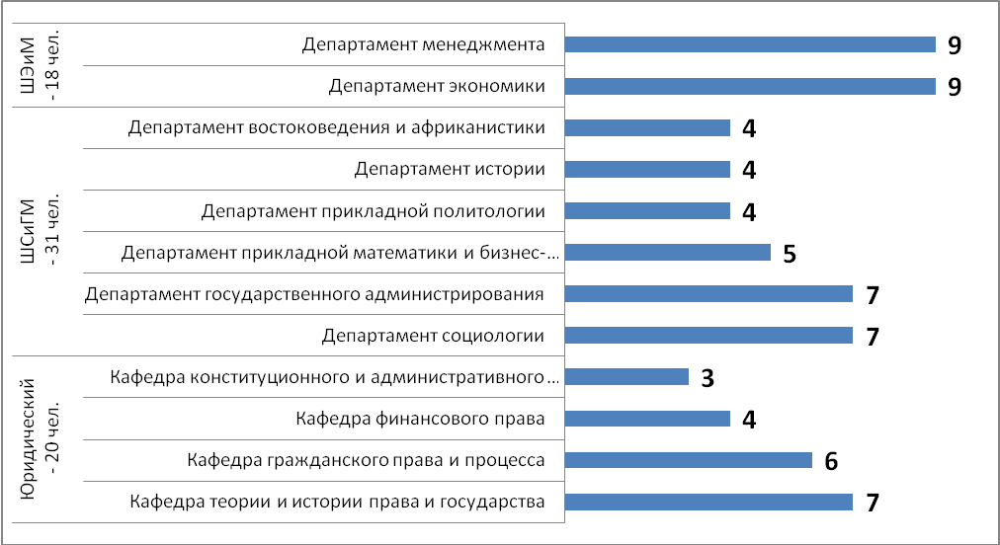 ШЭиМ
- 18 чел.
Департамент менеджмента 9
Департамент экономики 9
ШСиГМ
- 31 чел.
Департамент востоковедения и африканистики 4
Департамент истории 4
Департамент прикладной политологии 4
Департамент прикладной математики и бизнес-... 5
Департамент государственного администрирования 7
Департамент социологии 7
Юридический
- 20 чел.
Кафедра конституционного и административного... 3
Кафедра финансового права 4
Кафедра гражданского права и процесса 6
Кафедра теории и истории права и государства 7